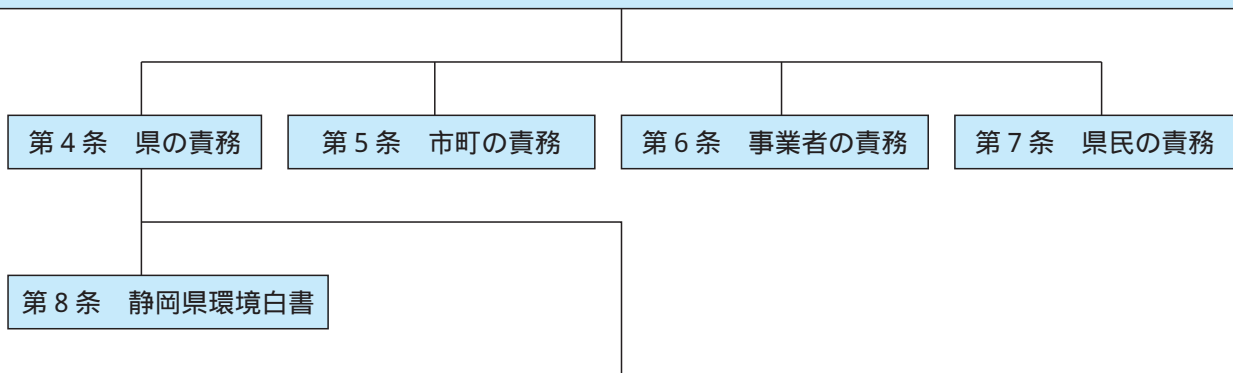 第4条　県の責務
第5条　市町の責務
第6条　事業者の責務
第7条　県民の責務
第8条　静岡県環境白書